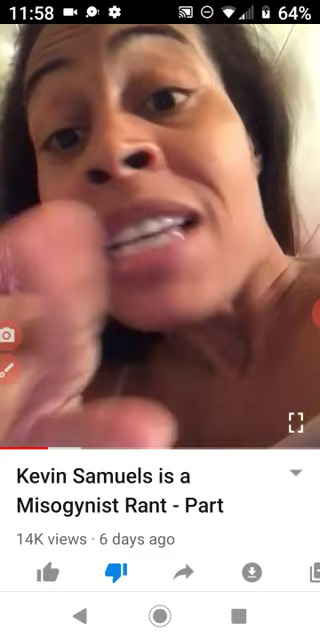 11:58
64%
Kevin Samuels is a
Misogynist Rant - Part
14K views · 6 days ago